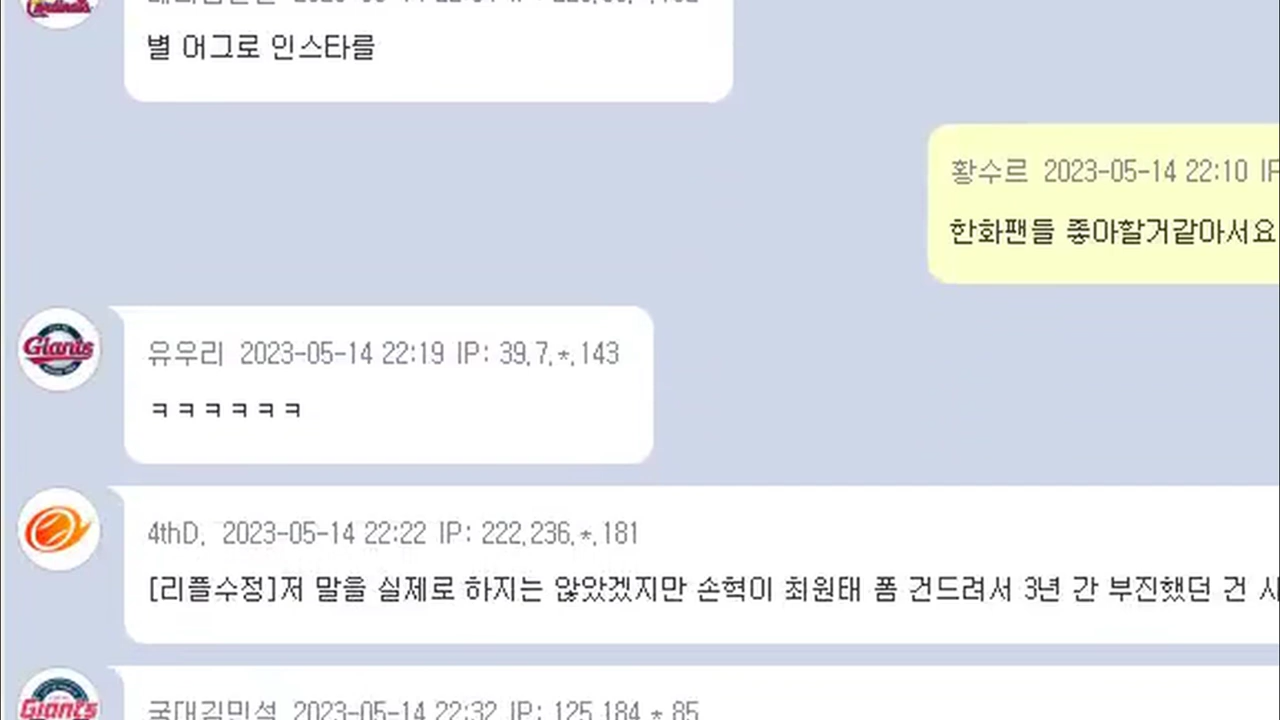 별 어그로 인스타를
황수르 2023-05-14 22:10 IP
한화팬들 좋아할거같아서요
Giants
유우리 2023-05-14 22:19 IP: 39.7.*.143
ㅋㅋㅋㅋㅋㅋ
4thD. 2023-05-14 22:22 IP: 222.236.*.181
[리플수정]저 말을 실제로 하지는 않았겠지만 손혁이 최원태 폼 건드려서 3년 간 부진했던 건 사
Giants
국대김민석 2023-05-14 22:32 IP: 125.184.*.85